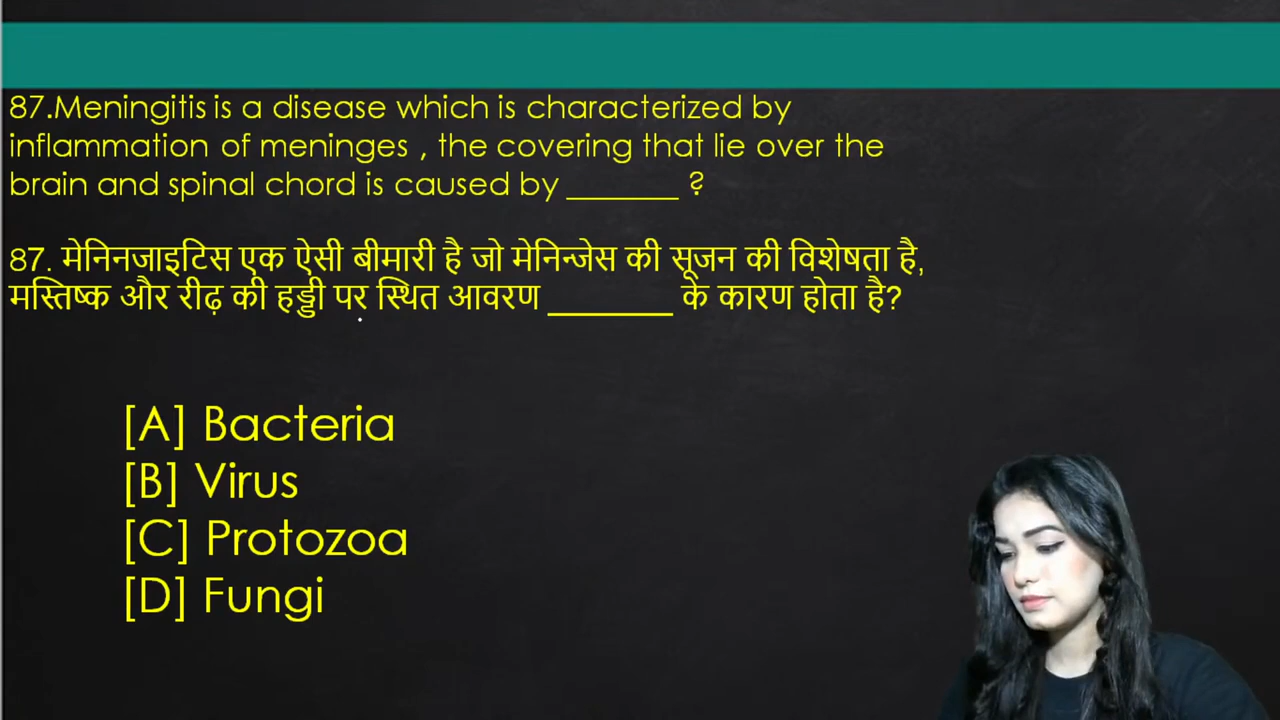 87.Meningitis is a disease which is characterized by
inflammation of meninges , the covering that lie over the
brain and spinal chord is caused by _______ ?
87. मेनिनजाइटिस एक ऐसी बीमारी है जो मेनिन्जेस की सूजन की विशेषता है,
मस्तिष्क और रीढ़ की हड्डी पर स्थित आवरण _______ के कारण होता है?
[A] Bacteria
[B] Virus
[C] Protozoa
[D] Fungi